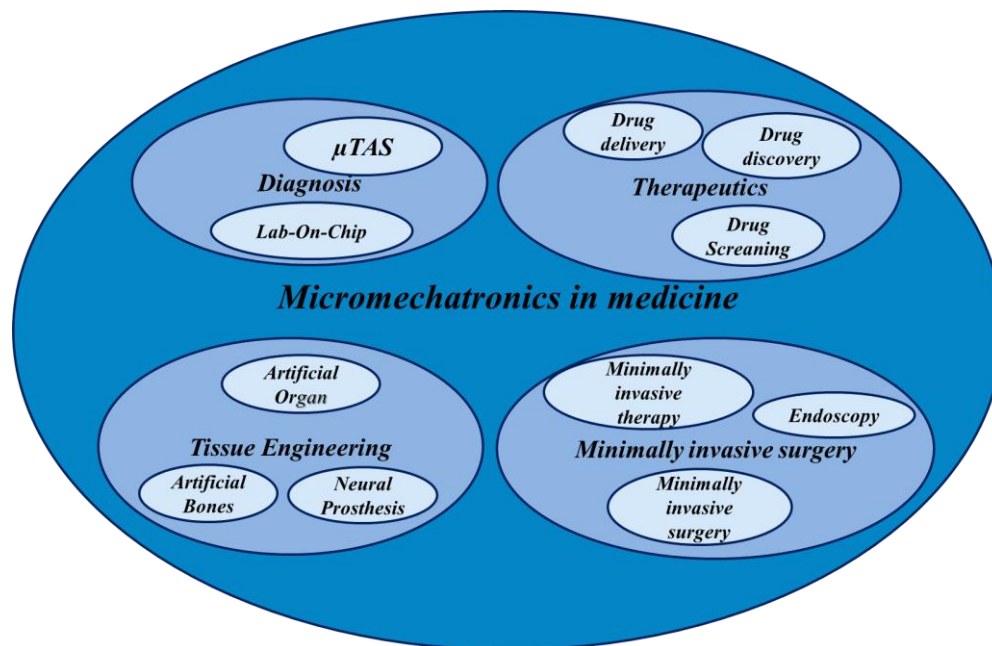 µTAS
Diagnosis
Lab-On-Chip
Drug
delivery
Drug
discovery
Therapeutics
Drug
Screaning
Micromechatronics in medicine
Artificial
Organ
Tissue Engineering
Artificial
Bones
Neural
Prosthesis
Minimally
invasive
therapy
Endoscopy
Minimally invasive surgery
Minimally
invasive
surgery